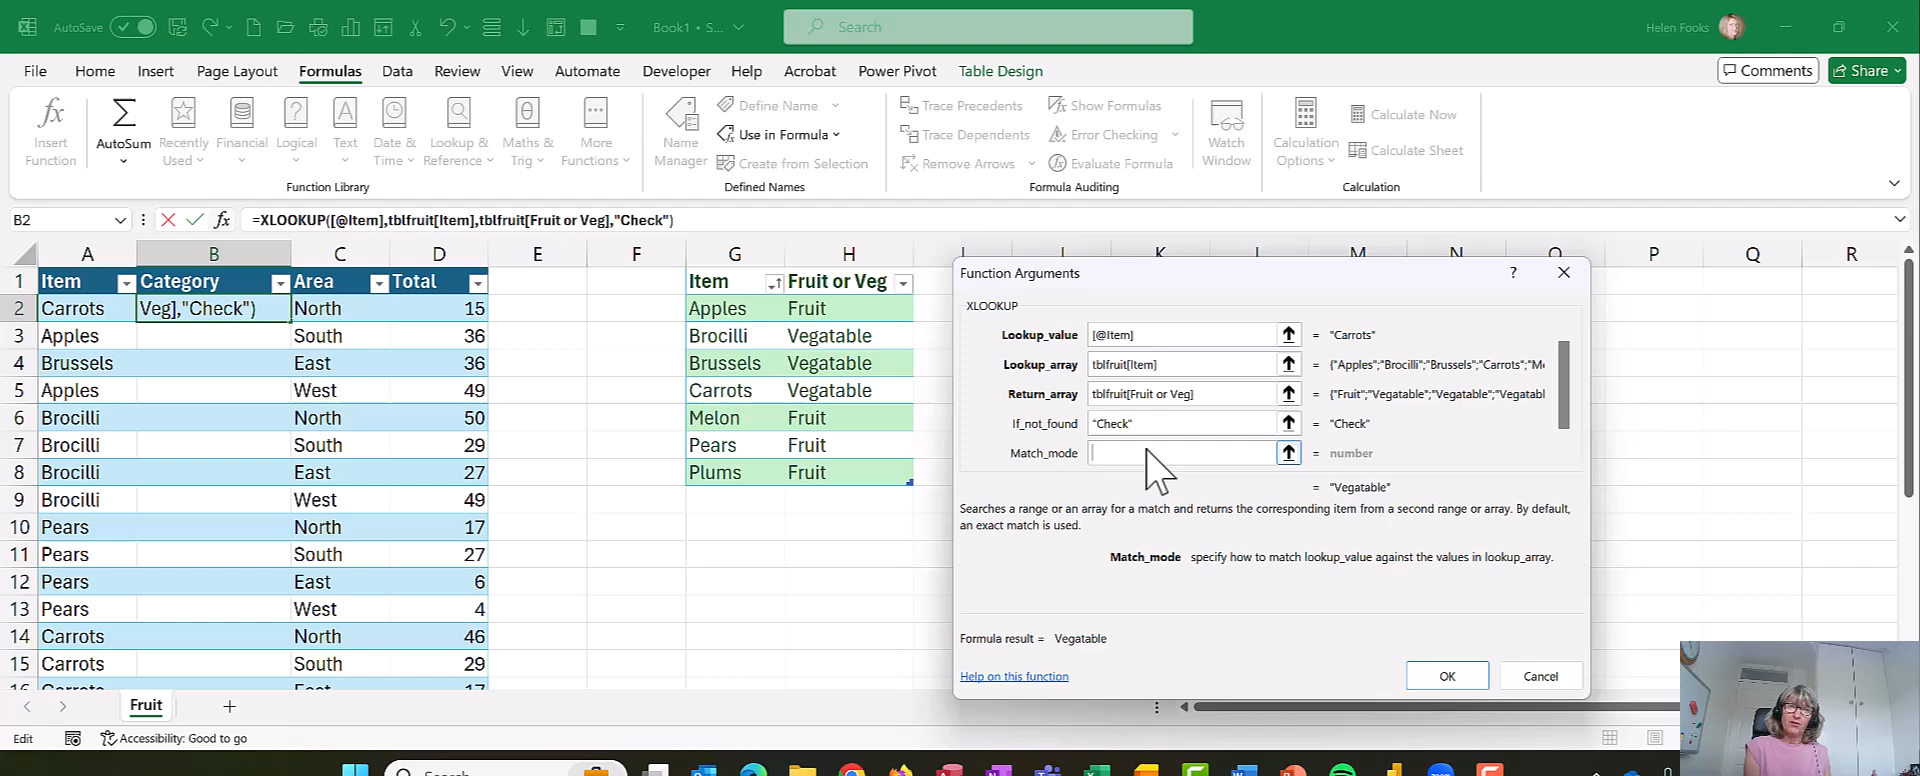 AutoSave
Book1 • S...
Search
Helen Fooks
File Home Insert Page Layout Formulas Data Review View Automate Developer Help Acrobat Power Pivot Table Design
Comments Share
Insert Function
AutoSum
Recently Used
Financial
Logical
Text
Date & Time
Lookup & Reference
Maths & Trig
More Functions
Function Library
Name Manager
Define Name
Use in Formula
Create from Selection
Defined Names
Trace Precedents
Trace Dependents
Remove Arrows
Show Formulas
Error Checking
Evaluate Formula
Formula Auditing
Watch Window
Calculation Options
Calculate Now
Calculate Sheet
Calculation
B2 fx =XLOOKUP([@Item],tblfruit[Item],tblfruit[Fruit or Veg],"Check")
A B C D E F G H K M N P Q R
1 Item Category Area Total Item Fruit or Veg
2 Carrots Veg],"Check") North 15 Apples Fruit
3 Apples South 36 Brocilli Vegatable
4 Brussels East 36 Brussels Vegatable
5 Apples West 49 Carrots Vegatable
6 Brocilli North 50 Melon Fruit
7 Brocilli South 29 Pears Fruit
8 Brocilli East 27 Plums Fruit
9 Brocilli West 49
10 Pears North 17
11 Pears South 27
12 Pears East 6
13 Pears West 4
14 Carrots North 46
15 Carrots South 29
16 Carrots East 17
Function Arguments ?
XLOOKUP
Lookup_value [@Item] = "Carrots"
Lookup_array tblfruit[Item] = {"Apples";"Brocilli";"Brussels";"Carrots";"Me
Return_array tblfruit[Fruit or Veg] = {"Fruit";"Vegatable";"Vegatable";"Vegatabl
If_not_found "Check" = "Check"
Match_mode = number
= "Vegatable"
Searches a range or an array for a match and returns the corresponding item from a second range or array. By default,
an exact match is used.
Match_mode specify how to match lookup_value against the values in lookup_array.
Formula result = Vegatable
Help on this function
OK Cancel
Fruit
Edit
Accessibility: Good to go
Search